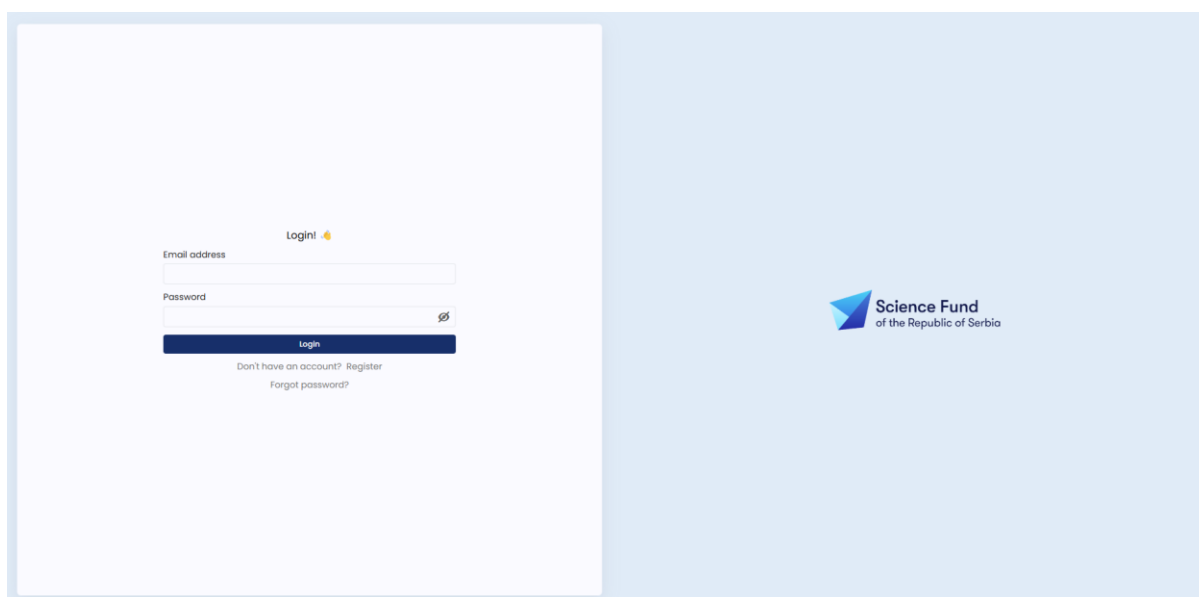 Login! 👋
Email address
Password
Login
Don't have an account? Register
Forgot password?
Science Fund
of the Republic of Serbia